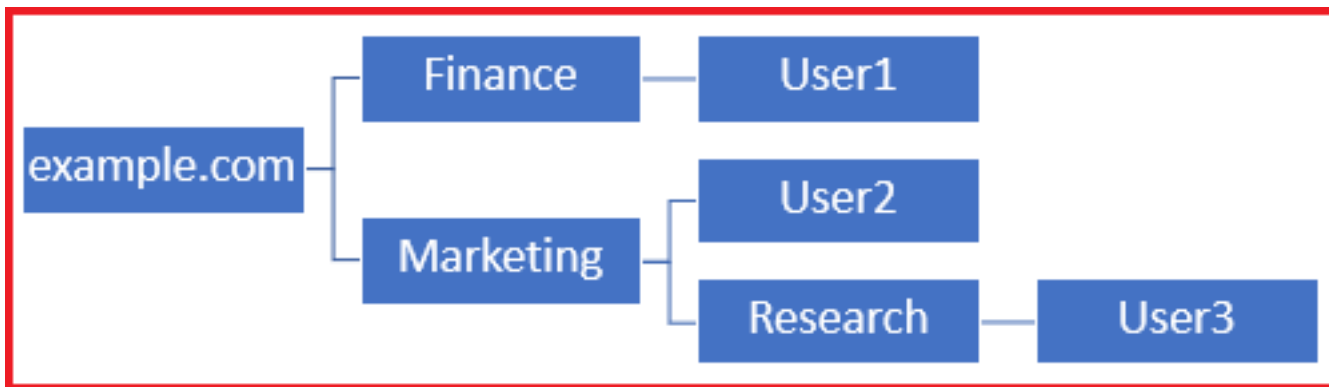 example.com
Finance
User1
Marketing
User2
Research
User3